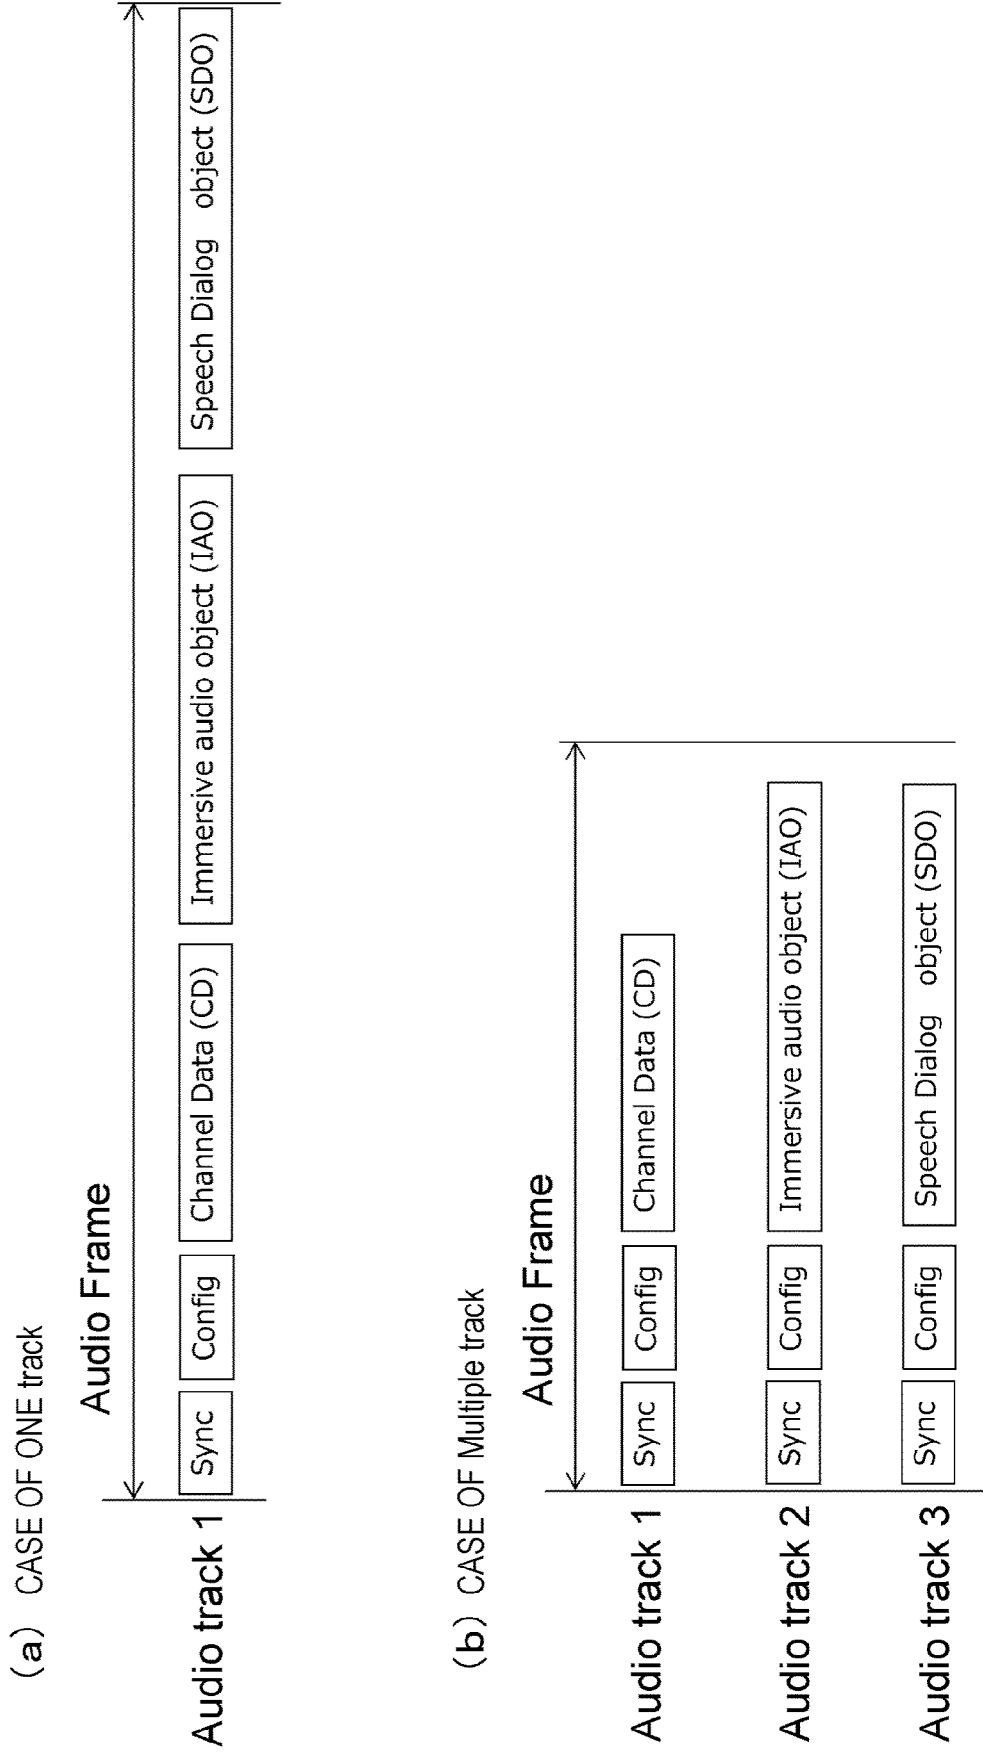 (a) CASE OF ONE track
Audio Frame
Audio track 1 Sync Config Channel Data (CD) Immersive audio object (IAO) Speech Dialog object (SDO)
(b) CASE OF Multiple track
Audio Frame
Audio track 1 Sync Config Channel Data (CD)
Audio track 2 Sync Config Immersive audio object (IAO)
Audio track 3 Sync Config Speech Dialog object (SDO)